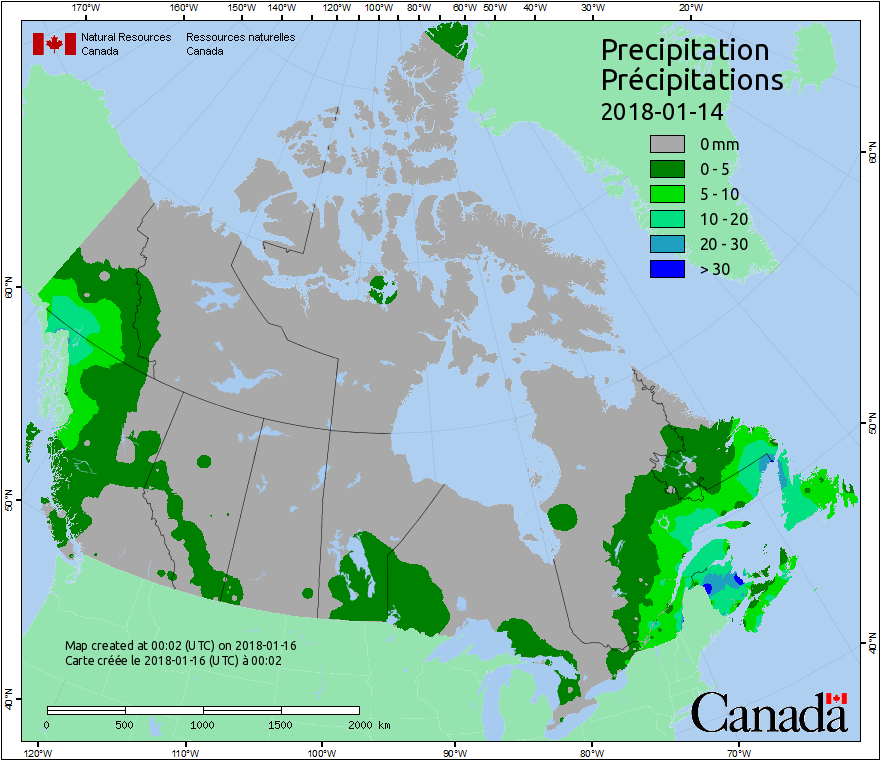 170°W 160°W 150°W 140°W 130°W 120°W 110°W 100°W 90°W 80°W 60°W 50°W 40°W 30°W 20°W
Natural Resources Canada
Ressources naturelles Canada
Precipitation
Précipitations
2018-01-14
0 mm
0 - 5
5 - 10
10 - 20
20 - 30
> 30
60°N
50°N
40°N
60°N
50°N
40°N
Map created at 00:02 (UTC) on 2018-01-16
Carte créée le 2018-01-16 (UTC) à 00:02
0 500 1000 1500 2000 km
Canada
120°W 110°W 100°W 90°W 80°W 70°W